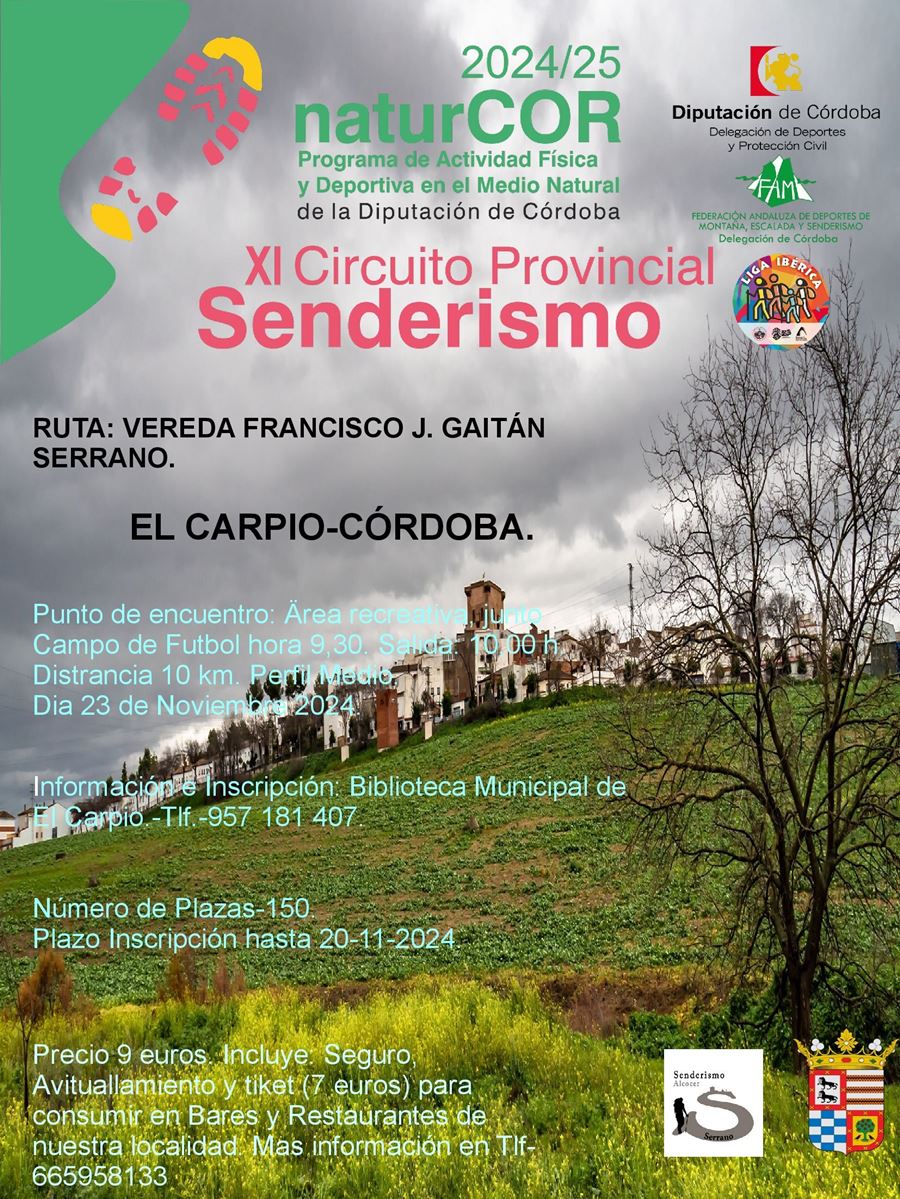 2024/25
naturCOR
Programa de Actividad Física
y Deportiva en el Medio Natural
de la Diputación de Córdoba
Diputación de Córdoba
Delegación de Deportes
y Protección Civil
FAM
FEDERACIÓN ANDALUZA DE DEPORTES DE
MONTAÑA, ESCALADA Y SENDERISMO
Delegación de Córdoba
XI Circuito Provincial
Senderismo
LIGA IBÉRICA
RUTA: VEREDA FRANCISCO J. GAITÁN
SERRANO.
EL CARPIO-CÓRDOBA.
Punto de encuentro: Ärea recreativa, junto
Campo de Futbol hora 9,30. Salida: 10,00 h.
Distrancia 10 km. Perfil Medio.
Dia 23 de Noviembre 2024.
Información e Inscripción: Biblioteca Municipal de
El Carpio.-Tlf.-957 181 407.
Número de Plazas-150.
Plazo Inscripción hasta 20-11-2024.
Precio 9 euros. Incluye: Seguro,
Avituallamiento y tiket (7 euros) para
consumir en Bares y Restaurantes de
nuestra localidad. Mas información en Tlf-
665958133
Senderismo
Alcocer
Serrano